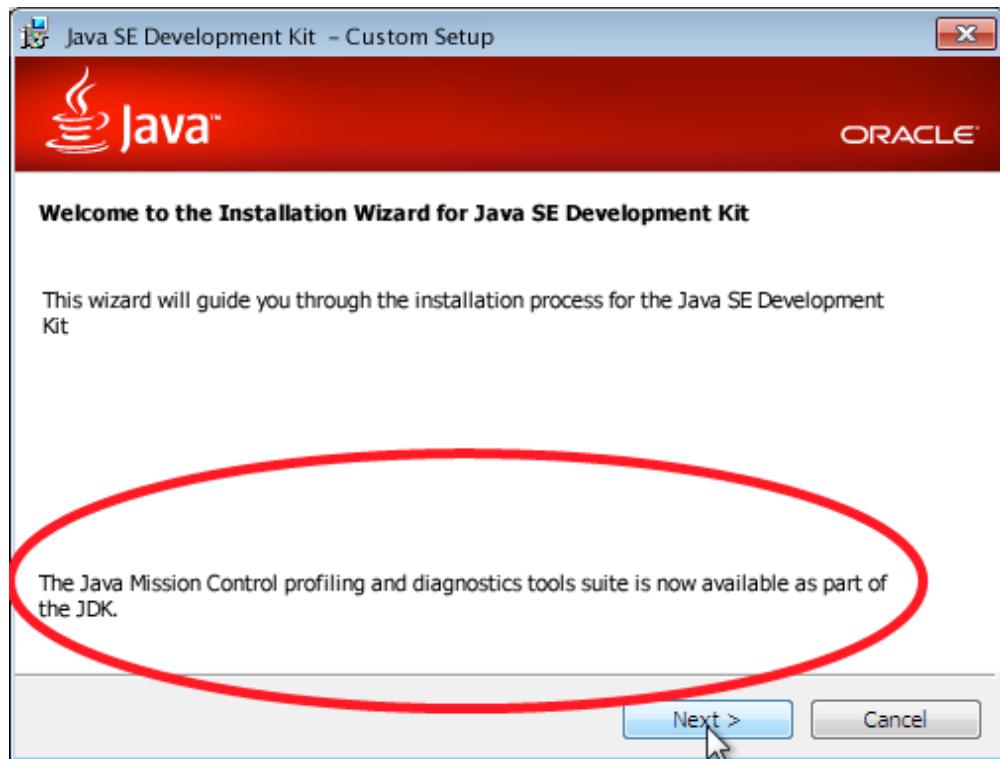 Java SE Development Kit – Custom Setup
Java™
ORACLE
Welcome to the Installation Wizard for Java SE Development Kit
This wizard will guide you through the installation process for the Java SE Development
Kit
The Java Mission Control profiling and diagnostics tools suite is now available as part of
the JDK.
Next >
Cancel